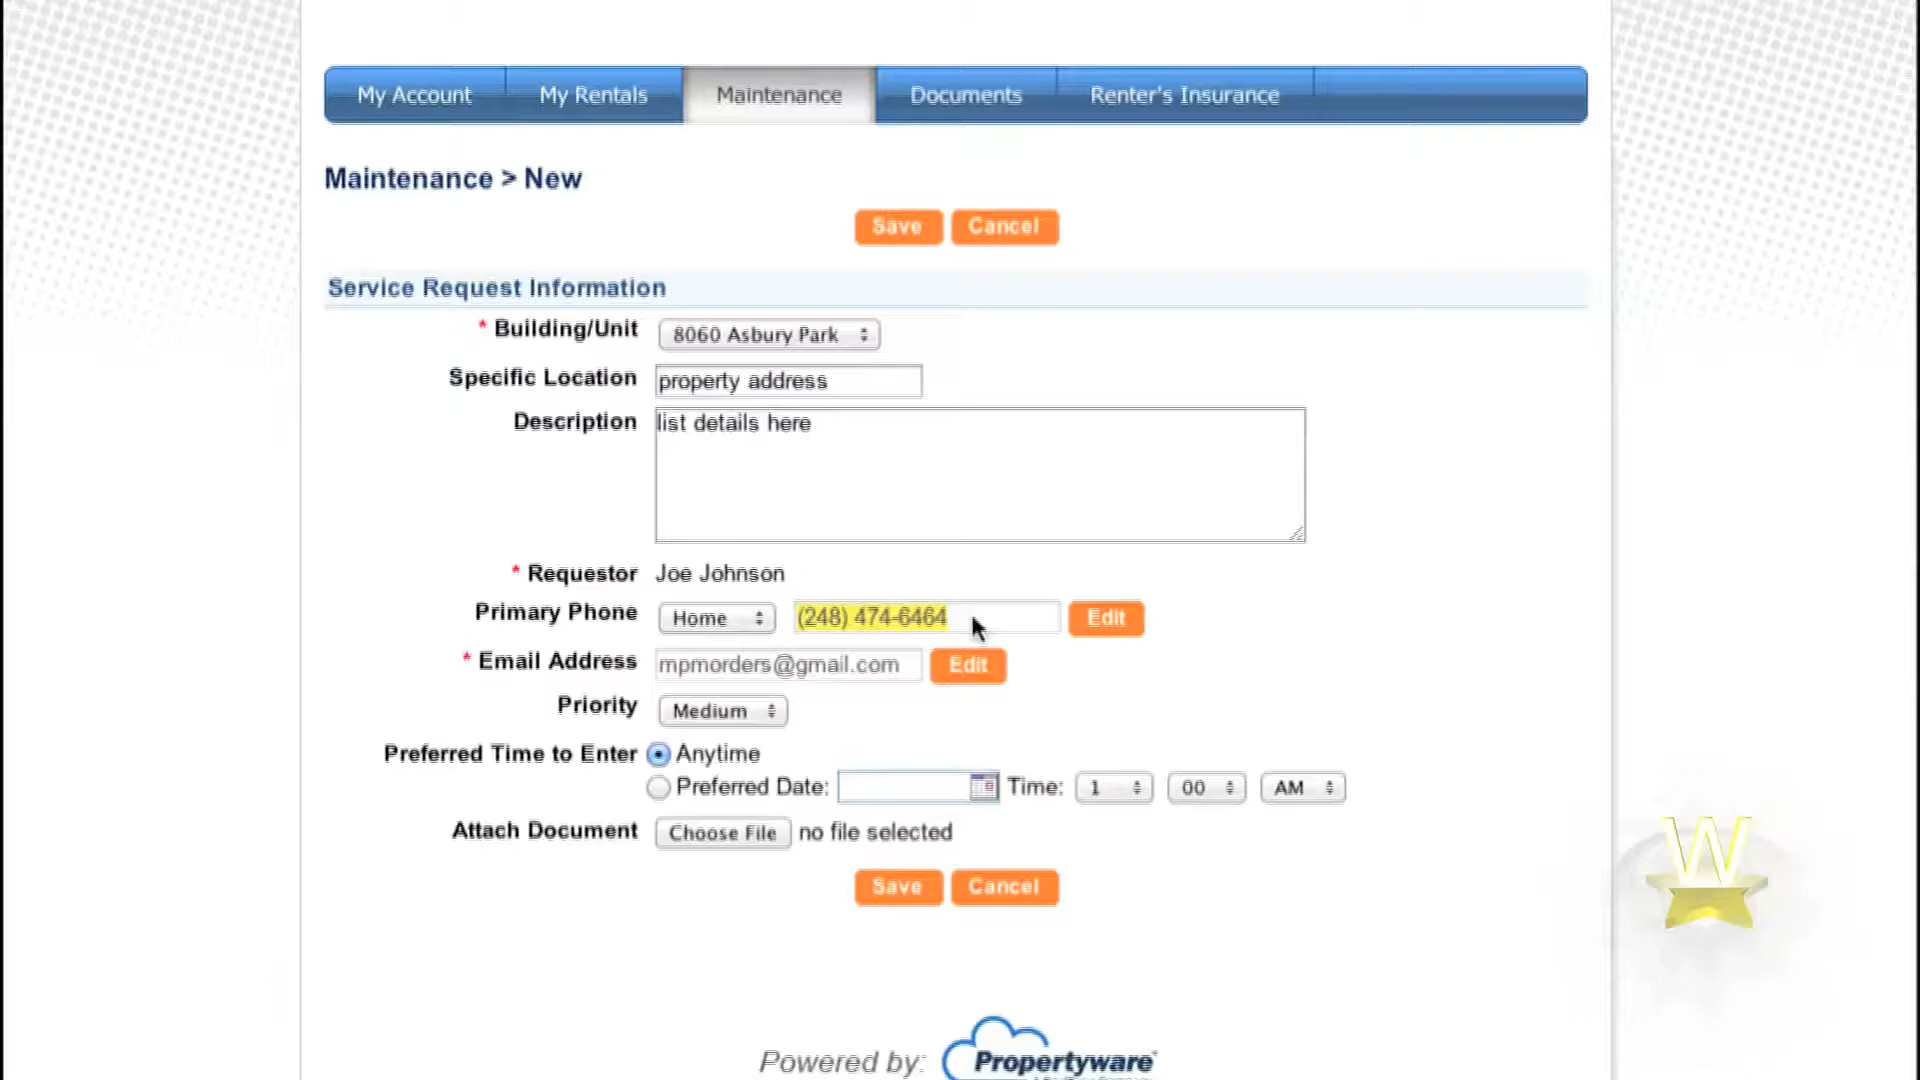 My Account My Rentals Maintenance Documents Renter's Insurance
Maintenance > New
Save Cancel
Service Request Information
* Building/Unit 8060 Asbury Park
Specific Location property address
Description list details here
* Requestor Joe Johnson
Primary Phone Home (248) 474-6464 Edit
* Email Address mpmorders@gmail.com Edit
Priority Medium
Preferred Time to Enter Anytime
Preferred Date: Time: 1 00 AM
Attach Document Choose File no file selected
Save Cancel
W
Powered by: Propertyware